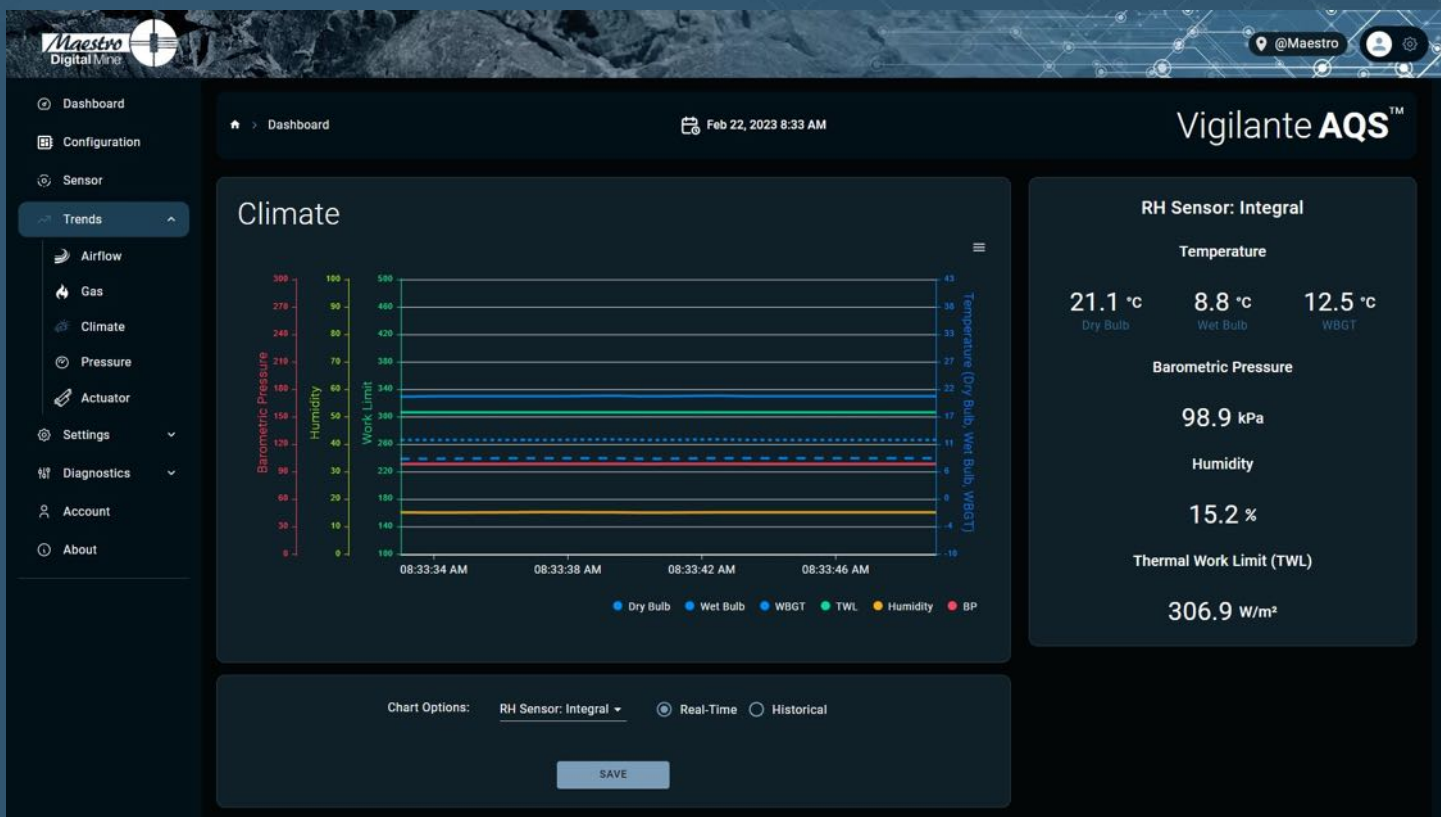 Maestro
Digital Mine
@Maestro
Dashboard
Configuration
Sensor
Trends
Airflow
Gas
Climate
Pressure
Actuator
Settings
Diagnostics
Account
About
Dashboard
Feb 22, 2023 8:33 AM
Vigilante AQS™
Climate
Barometric Pressure
300
270
240
210
180
150
120
90
60
30
0
Humidity
100
90
80
70
60
50
40
30
20
10
0
Work Limit
500
460
420
380
340
300
260
220
180
140
100
43
38
33
27
22
17
11
6
0
-4
-10
Temperature (Dry Bulb, Wet Bulb, WBGT)
08:33:34 AM 08:33:38 AM 08:33:42 AM 08:33:46 AM
Dry Bulb Wet Bulb WBGT TWL Humidity BP
Chart Options: RH Sensor: Integral Real-Time Historical
SAVE
RH Sensor: Integral
Temperature
21.1 °C 8.8 °C 12.5 °C
Dry Bulb Wet Bulb WBGT
Barometric Pressure
98.9 kPa
Humidity
15.2 %
Thermal Work Limit (TWL)
306.9 W/m²